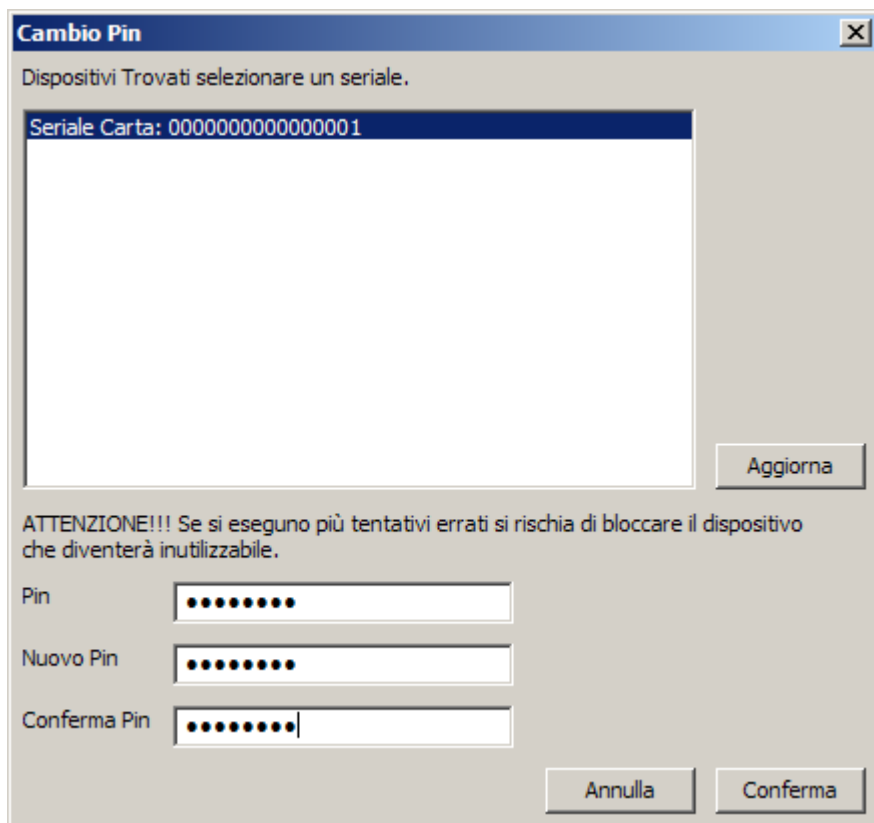 Cambio Pin
Dispositivi Trovati selezionare un seriale.
Seriale Carta: 0000000000000001
Aggiorna
ATTENZIONE!!! Se si eseguno più tentativi errati si rischia di bloccare il dispositivo
che diventerà inutilizzabile.
Pin
Nuovo Pin
Conferma Pin
Annulla
Conferma